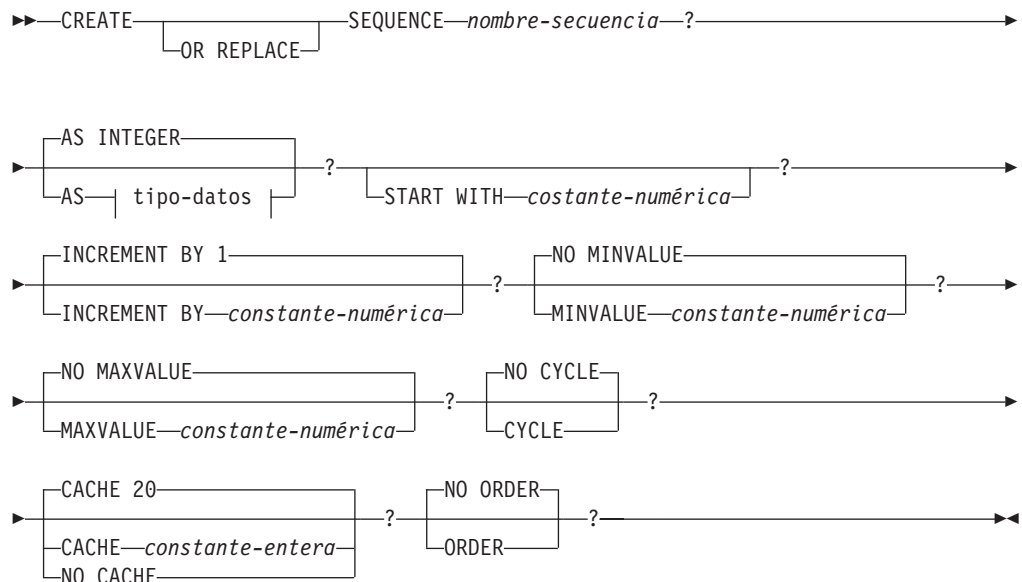 CREATE OR REPLACE SEQUENCE nombre-secuencia ?
AS INTEGER
AS tipo-datos ? START WITH costante-numérica ?
INCREMENT BY 1 NO MINVALUE
INCREMENT BY constante-numérica ? MINVALUE constante-numérica ?
NO MAXVALUE NO CYCLE
MAXVALUE constante-numérica ? CYCLE ?
CACHE 20 NO ORDER
CACHE constante-entera ? ORDER ?
NO CACHE